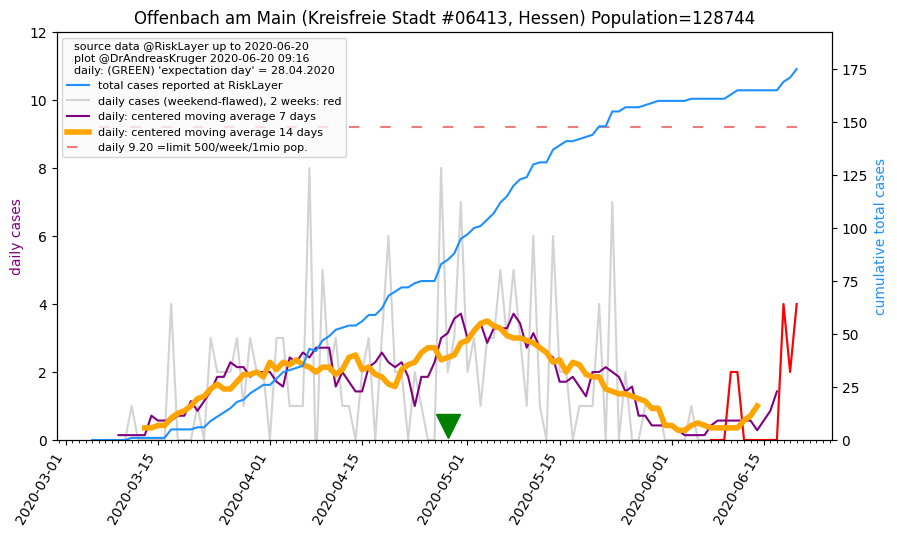 Offenbach am Main (Kreisfreie Stadt #06413, Hessen) Population=128744
source data @RiskLayer up to 2020-06-20
plot @DrAndreasKruger 2020-06-20 09:16
daily: (GREEN) 'expectation day' = 28.04.2020
total cases reported at RiskLayer
daily cases (weekend-flawed), 2 weeks: red
daily: centered moving average 7 days
daily: centered moving average 14 days
daily 9.20 =limit 500/week/1mio pop.
daily cases
12
10
8
6
4
2
0
cumulative total cases
175
150
125
100
75
50
25
0
2020-03-01
2020-03-15
2020-04-01
2020-04-15
2020-05-01
2020-05-15
2020-06-01
2020-06-15